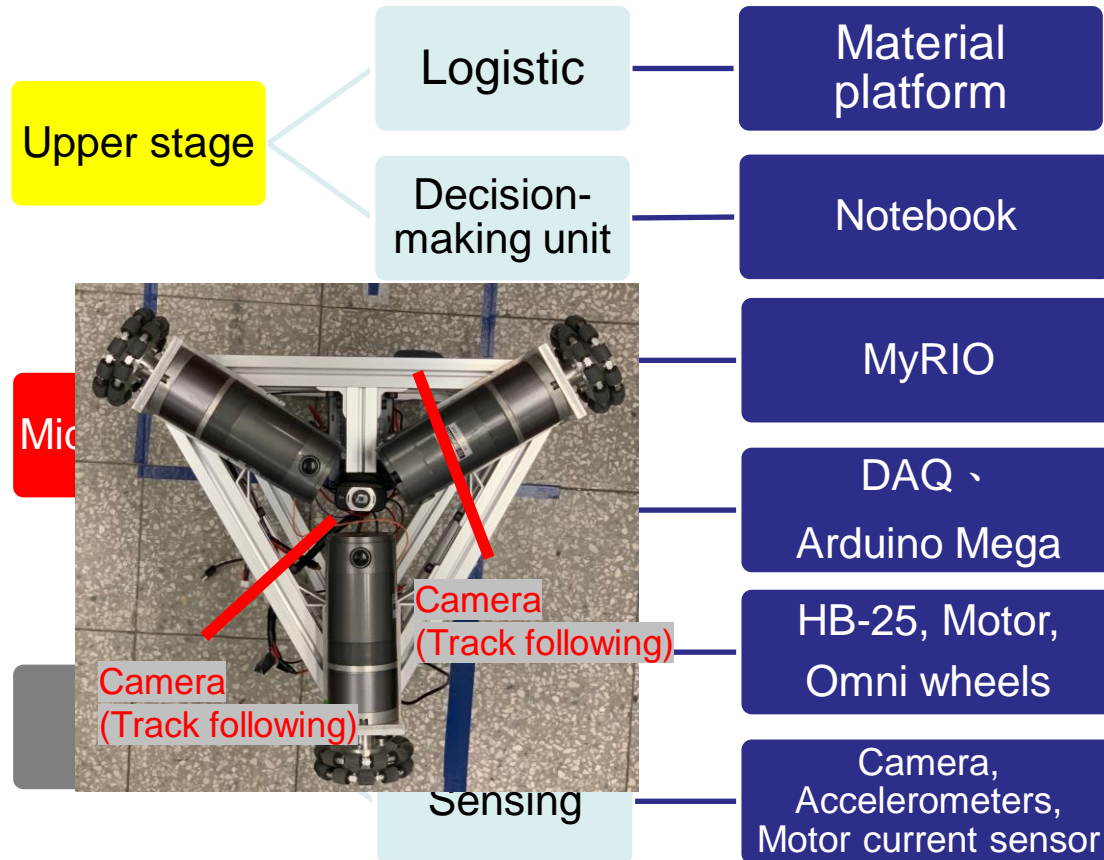 Upper stage
Logistic
Material
platform
Decision-
making unit
Notebook
MyRIO
DAQ、
Arduino Mega
HB-25, Motor,
Omni wheels
Camera
(Track following)
Camera
(Track following)
Sensing
Camera,
Accelerometers,
Motor current sensor